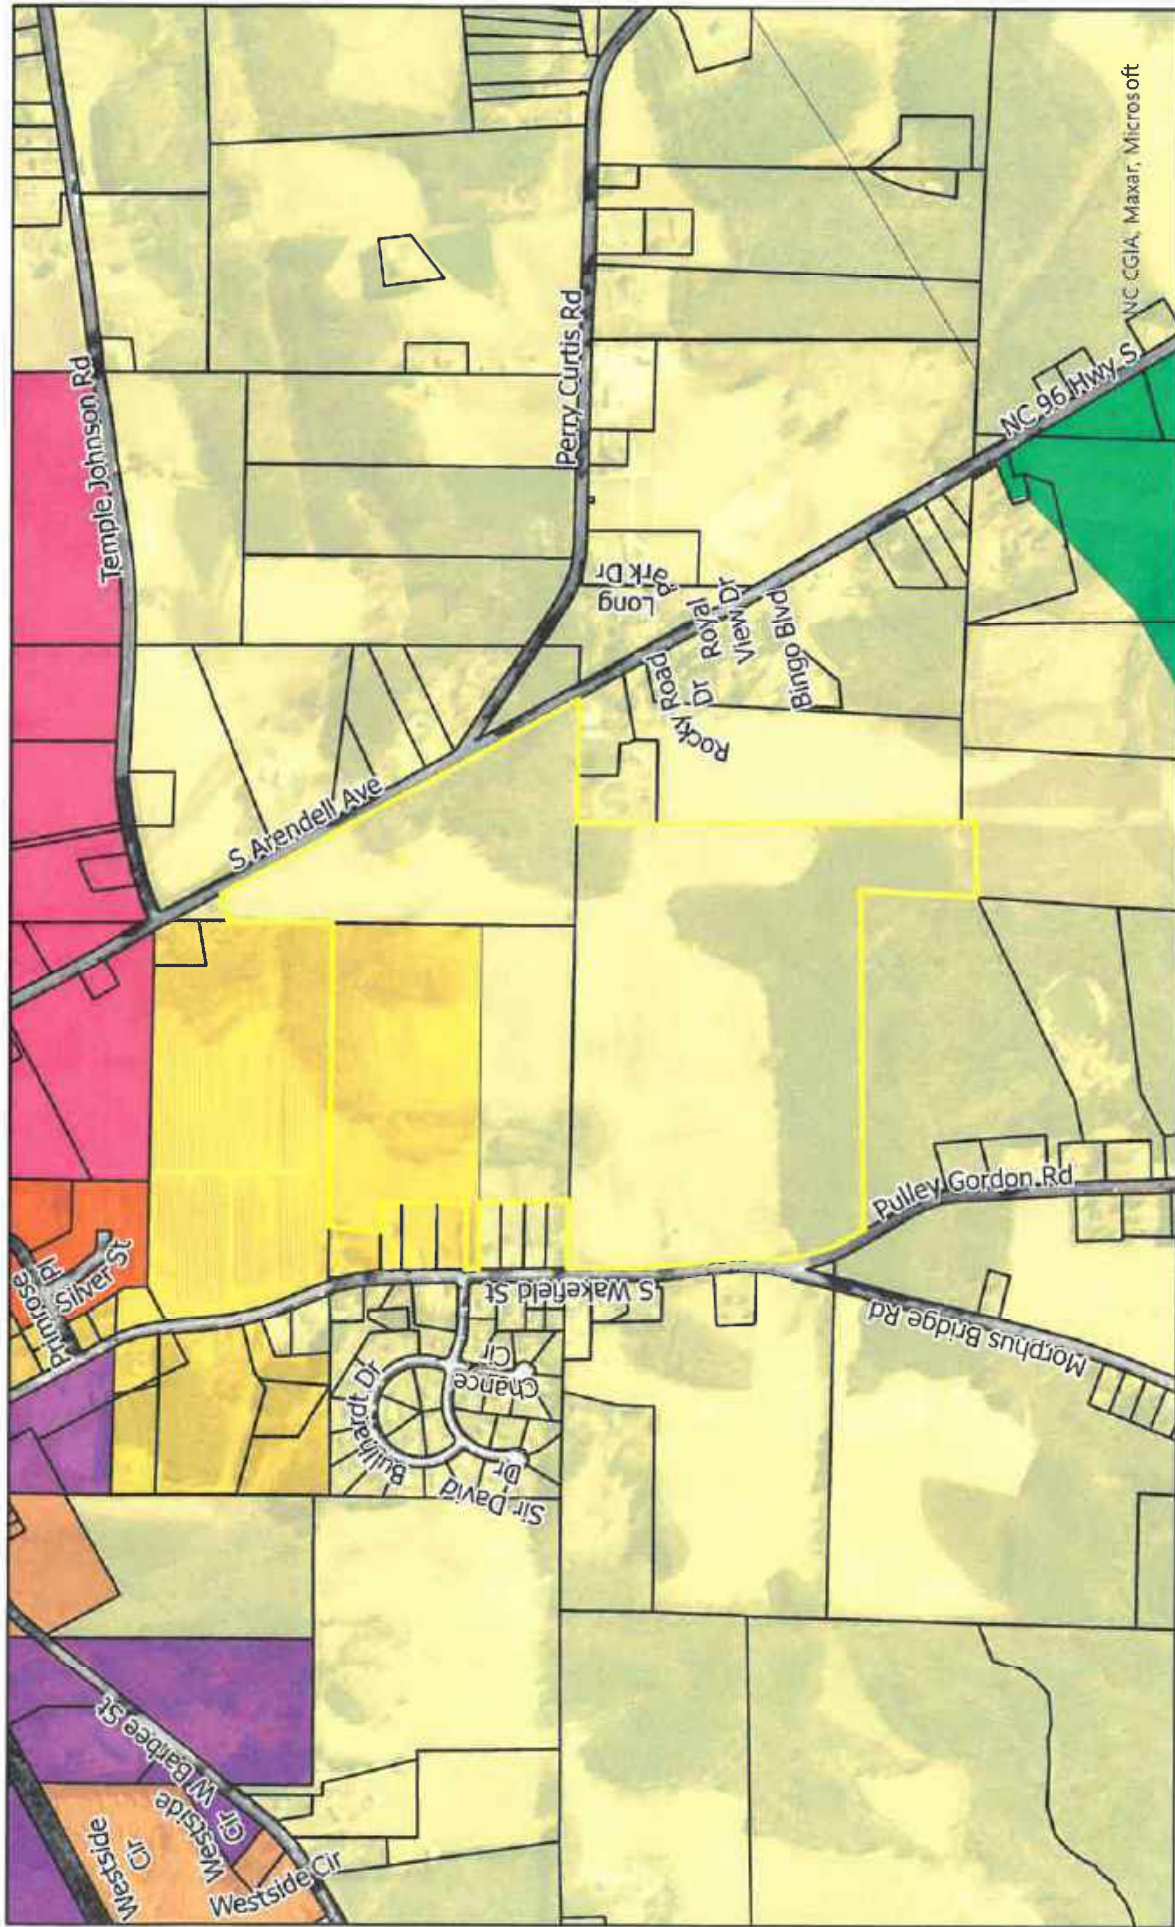 Temple Johnson Rd
Perry Curtis Rd
NC CGIA, Maxar, Microsoft
NC 96 Hwy S
Long
Park Dr
Royal
View Dr
Bingo Blvd
Rocky Road
Dr
S Arendell Ave
Pulley Gordon Rd
Primrose
Pl
Silver St
S Wakefield St
Morphus Bridge Rd
Chance
Cir
Bullhardt Dr
Sir David
Dr
W Barbee St
Westside
Cir
Westside
Cir
Westside Cir